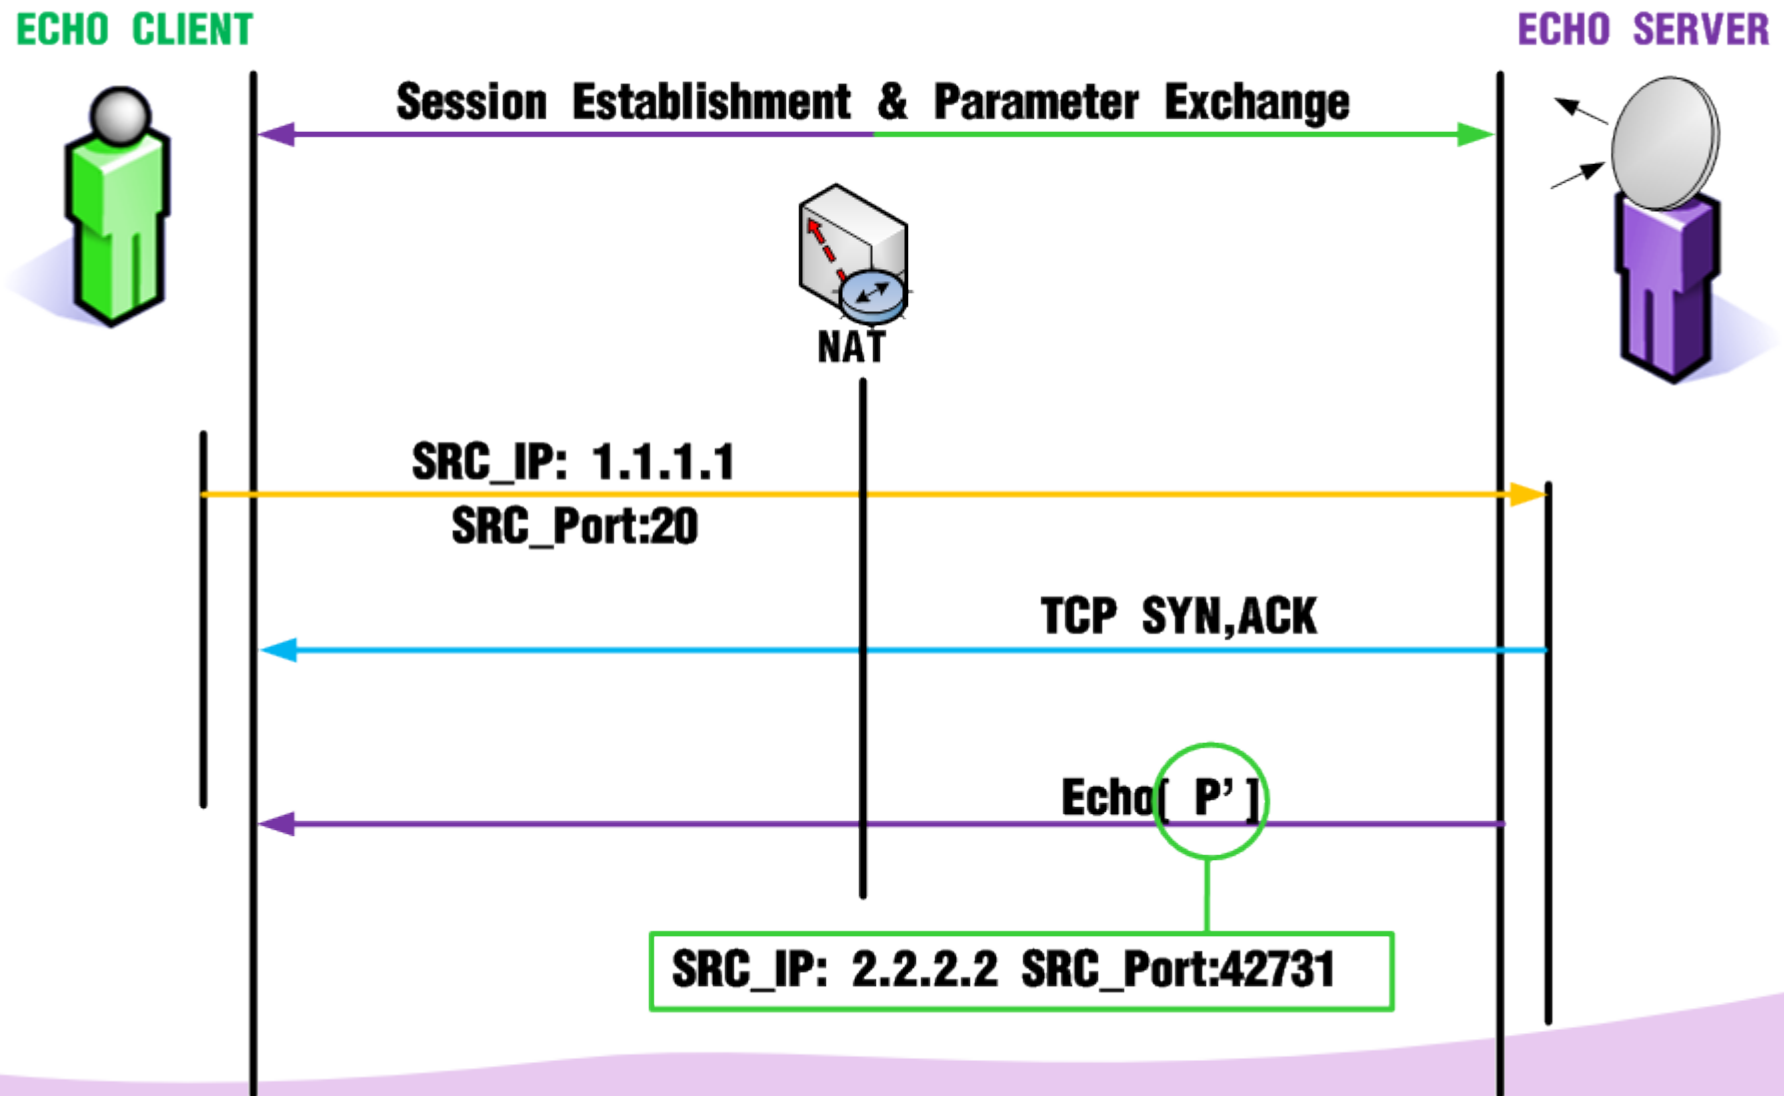 ECHO CLIENT
ECHO SERVER
Session Establishment & Parameter Exchange
NAT
SRC_IP: 1.1.1.1
SRC_Port:20
TCP SYN,ACK
Echo[ P' ]
SRC_IP: 2.2.2.2 SRC_Port:42731